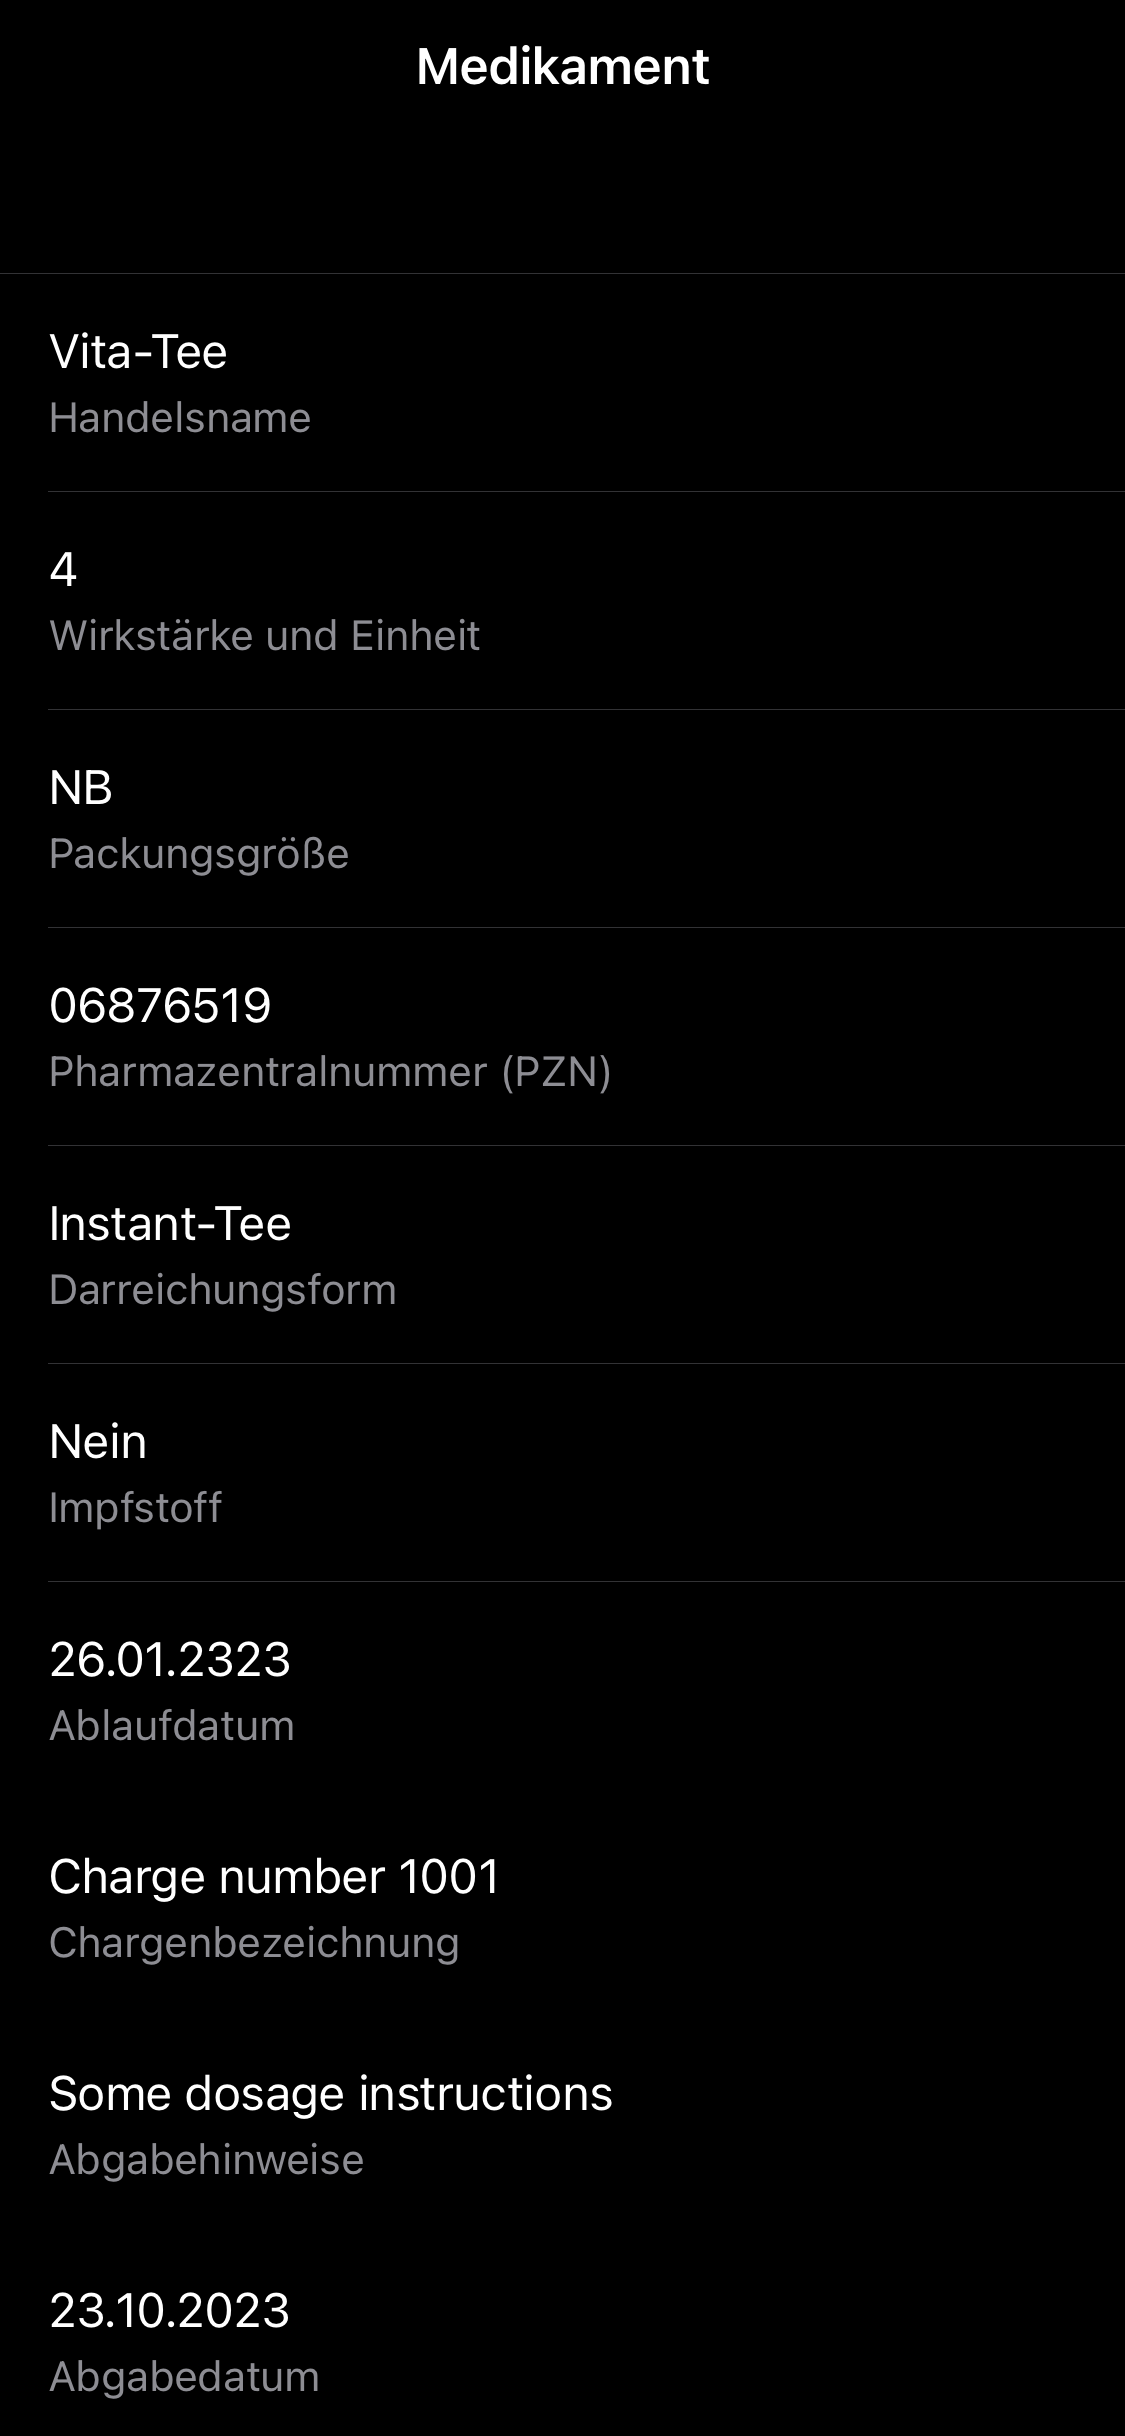 Medikament
Vita-Tee
Handelsname
4
Wirkstärke und Einheit
NB
Packungsgröße
06876519
Pharmazentralnummer (PZN)
Instant-Tee
Darreichungsform
Nein
Impfstoff
26.01.2323
Ablaufdatum
Charge number 1001
Chargenbezeichnung
Some dosage instructions
Abgabehinweise
23.10.2023
Abgabedatum